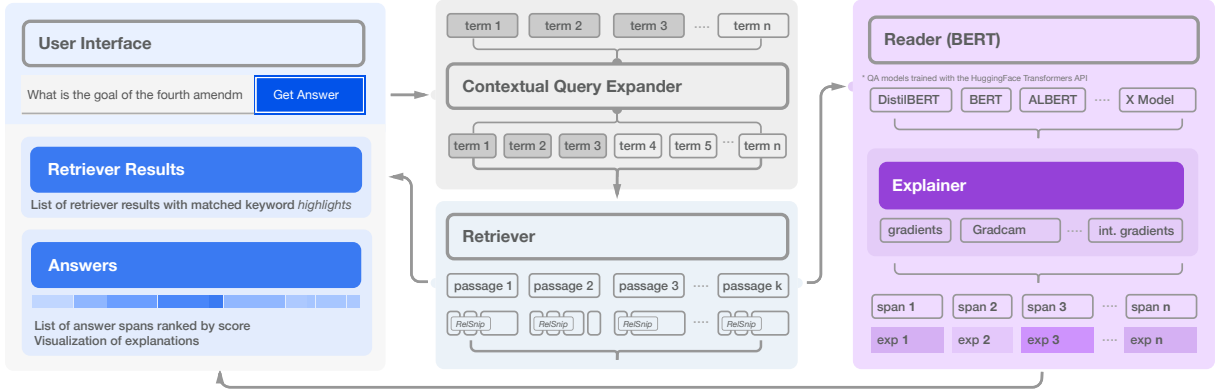 User Interface
What is the goal of the fourth amendm
Get Answer
Retriever Results
List of retriever results with matched keyword highlights
Answers
List of answer spans ranked by score
Visualization of explanations
term 1 term 2 term 3 .... term n
Contextual Query Expander
term 1 term 2 term 3 term 4 term 5 ... term n
Retriever
passage 1 passage 2 passage 3 .... passage k
RelSnip RelSnip RelSnip .... RelSnip
Reader (BERT)
* QA models trained with the HuggingFace Transformers API
DistilBERT BERT ALBERT .... X Model
Explainer
gradients Gradcam .... int. gradients
span 1 span 2 span 3 .... span n
exp 1 exp 2 exp 3 .... exp n